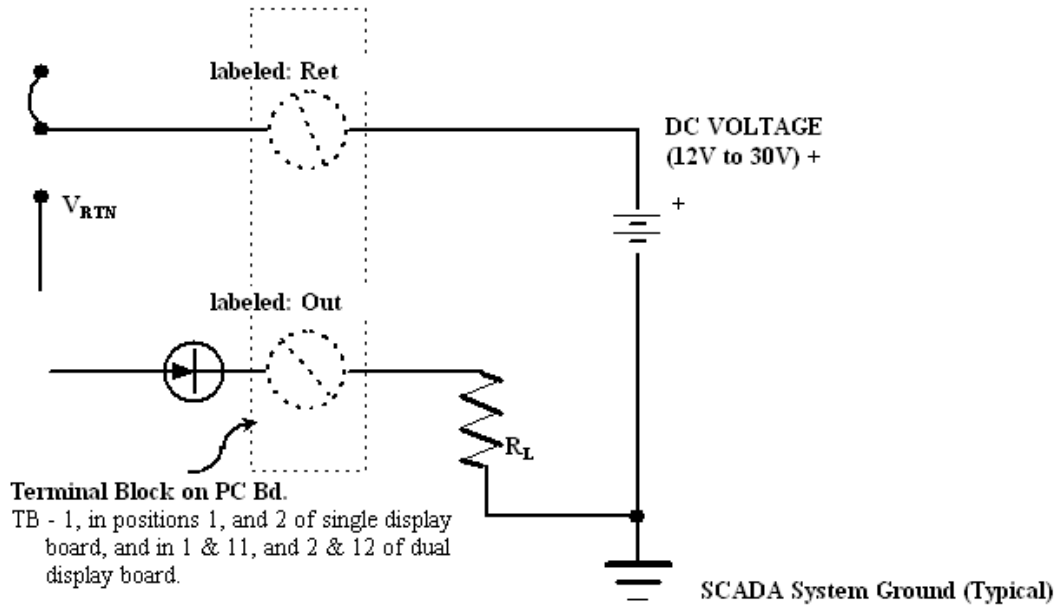 labeled: Ret
DC VOLTAGE
(12V to 30V) +
+
VRTN
labeled: Out
RL
Terminal Block on PC Bd.
TB - 1, in positions 1, and 2 of single display
board, and in 1 & 11, and 2 & 12 of dual
display board.
SCADA System Ground (Typical)